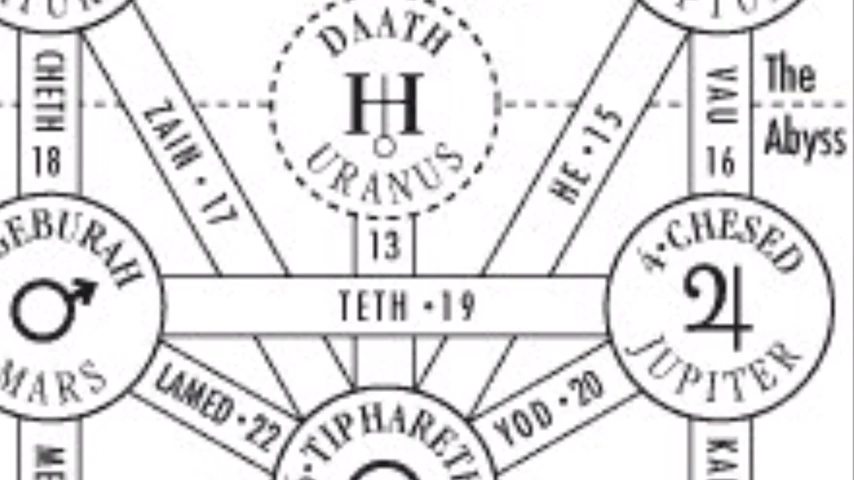 DAATH
URANUS
The
Abyss
CHETH
18
ZAIN • 17
HE • 15
VAU
16
13
GEBURAH
MARS
TETH • 19
4•CHESED
JUPITER
LAMED • 22
YOD • 20